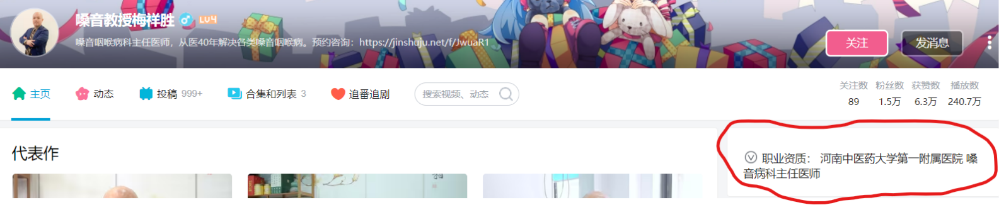 嗓音教授梅祥胜 LV4
嗓音咽喉病科主任医师，从医40年解决各类嗓音咽喉病。预约咨询：https://jinshuju.net/f/JwuaR1
关注
发消息
主页
动态
投稿 999+
合集和列表 3
追番追剧
搜索视频、动态
关注数 粉丝数 获赞数 播放数
89 1.5万 6.3万 240.7万
代表作
职业资质： 河南中医药大学第一附属医院 嗓
音病科主任医师